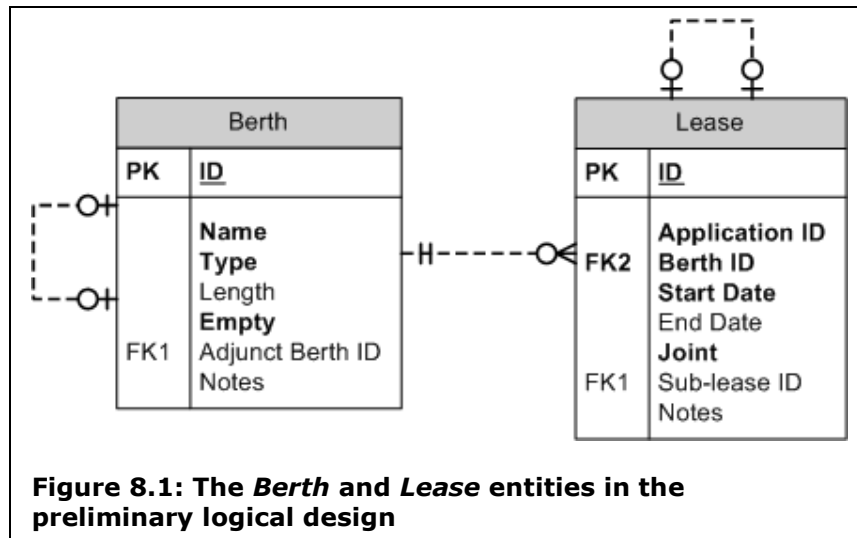 Berth
PK ID
Name
Type
Length
Empty
FK1 Adjunct Berth ID
Notes
Lease
PK ID
Application ID
FK2 Berth ID
Start Date
End Date
Joint
FK1 Sub-lease ID
Notes
Figure 8.1: The Berth and Lease entities in the
preliminary logical design